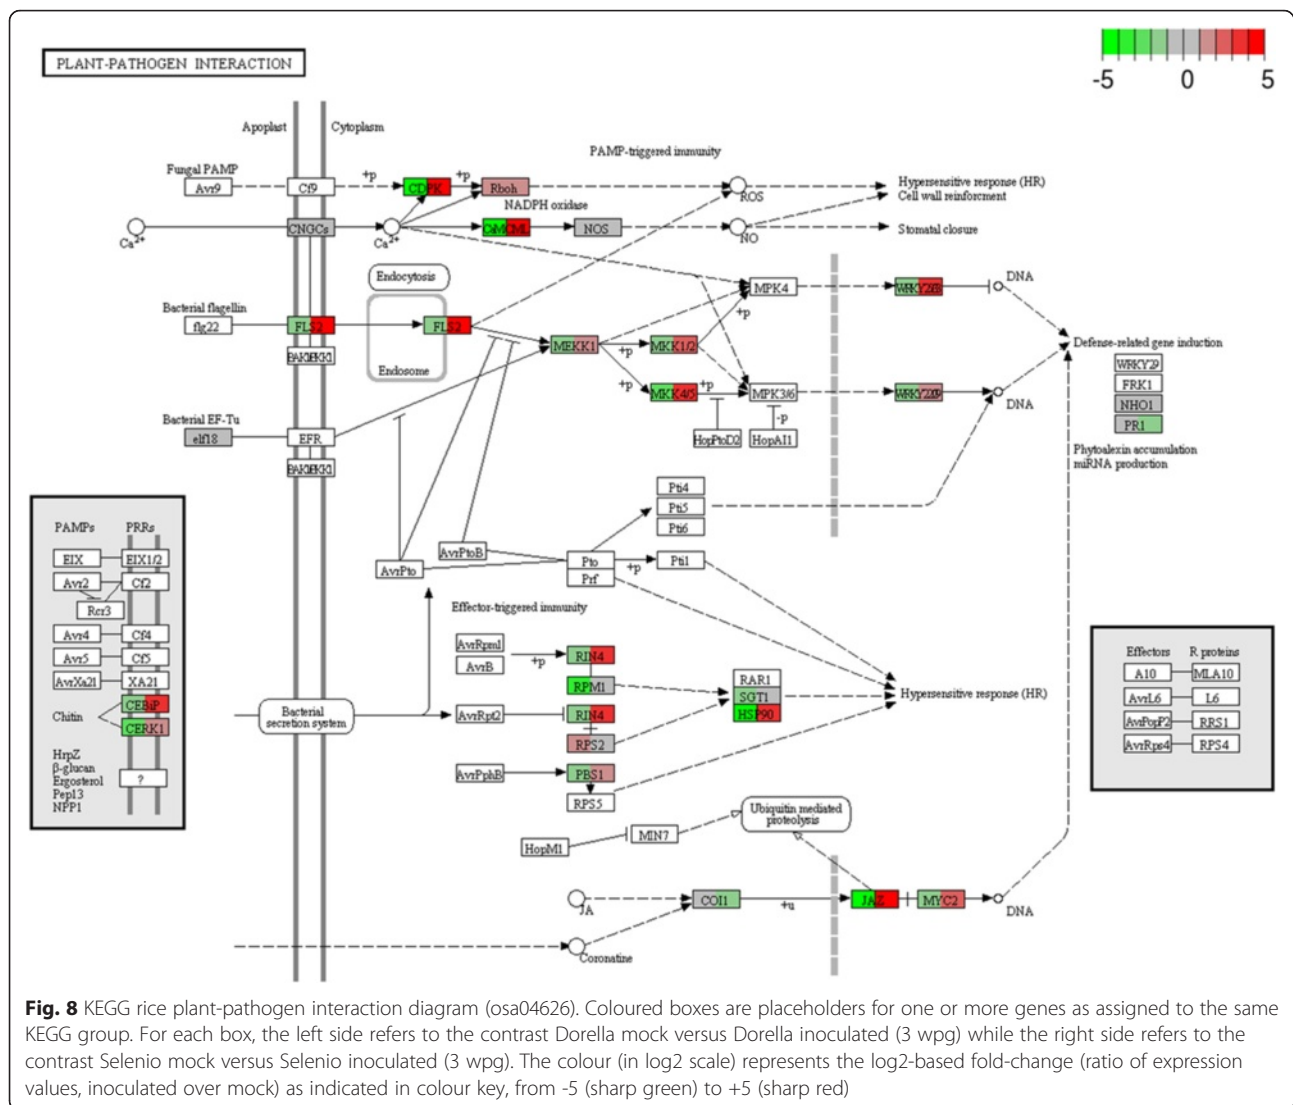 PLANT-PATHOGEN INTERACTION
-5 0 5
Apoplast
Cytoplasm
PAMP-triggered immunity
Fungal PAMP
Avr9
Cf9
+p
CDPK
+p
Rboh
ROS
Hypersensitive response (HR)
Cell wall reinforcment
NADPH oxidase
Ca2+
CNGCs
Ca2+
NOS
NO
Stomatal closure
Endocytosis
MPK4
DNA
Bacterial flagellin
flg22
FLS2
FLS2
MEKK1
+p
MKK1/2
+p
Defense-related gene induction
WRKY29
FRK1
NHO1
PR1
Endosome
+p
MKK4/5
+p
MPK3/6
DNA
-p
HopPtoD2
HopAI1
Bacterial EF-Tu
elf18
EFR
Phytoalexin accumulation
miRNA production
Pti4
Pti5
Pti6
AvrPto
AvrPtoB
Pto
Prf
+p
Pti1
PAMPs
PRRs
EIX
EIX1/2
Avr2
Cf2
Rcr3
Avr4
Cf4
Avr5
Cf5
AvrXa21
XA21
Chitin
CEBiP
CERK1
HrpZ
β-glucan
Ergosterol
Pep13
NPP1
?
Effector-triggered immunity
AvrRpm1
AvrB
+p
RIN4
RPM1
RAR1
SGT1
HSP90
Hypersensitive response (HR)
Bacterial
secretion system
AvrRpt2
RIN4
RPS2
AvrPphB
PBS1
RPS5
Effectors
R proteins
A10
MLA10
AvrL6
L6
AvrPopP2
RRS1
AvrRps4
RPS4
HopM1
MIN7
Ubiquitin mediated
proteolysis
JA
COI1
+u
JAZ
MYC2
DNA
Coronatine
Fig. 8 KEGG rice plant-pathogen interaction diagram (osa04626). Coloured boxes are placeholders for one or more genes as assigned to the same
KEGG group. For each box, the left side refers to the contrast Dorella mock versus Dorella inoculated (3 wpg) while the right side refers to the
contrast Selenio mock versus Selenio inoculated (3 wpg). The colour (in log2 scale) represents the log2-based fold-change (ratio of expression
values, inoculated over mock) as indicated in colour key, from -5 (sharp green) to +5 (sharp red)